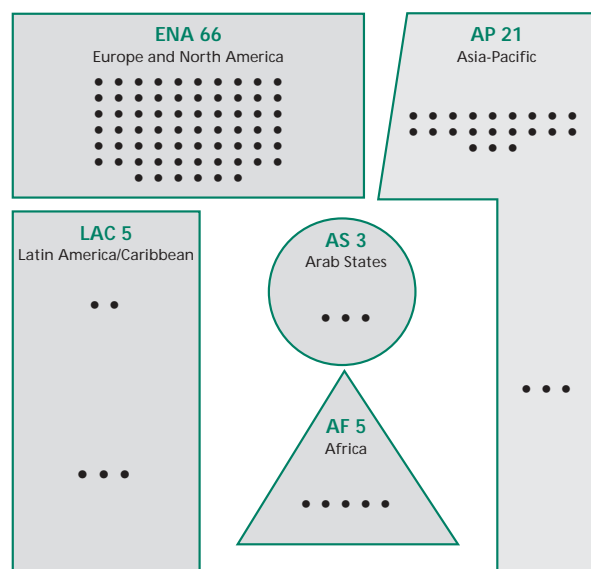 ENA 66
Europe and North America
AP 21
Asia-Pacific
LAC 5
Latin America/Caribbean
AS 3
Arab States
AF 5
Africa